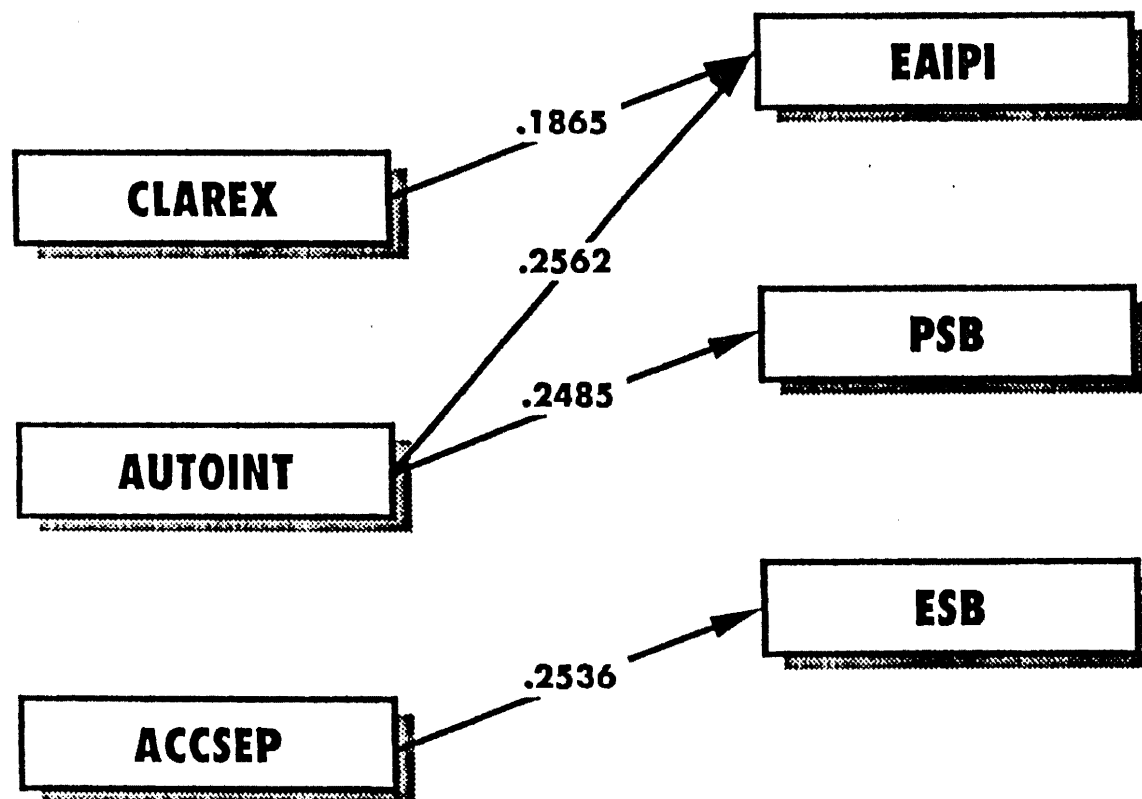 EAIPI
.1865
CLAREX
.2562
PSB
.2485
AUTOINT
ESB
.2536
ACCSEP